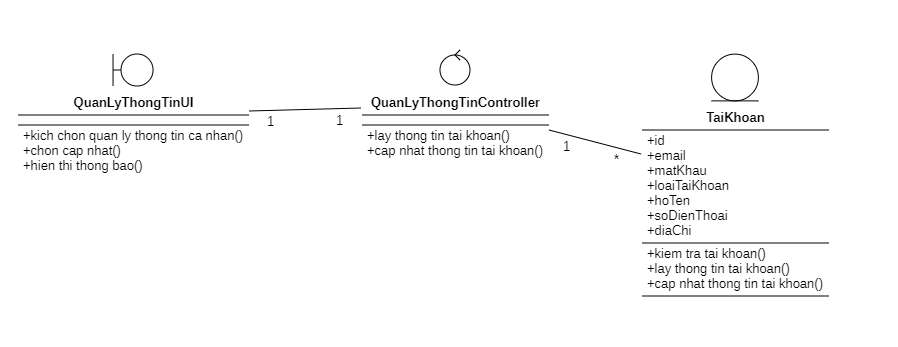 QuanLyThongTinUI
+kich chon quan ly thong tin ca nhan()
+chon cap nhat()
+hien thi thong bao()
1
1
QuanLyThongTinController
+lay thong tin tai khoan()
+cap nhat thong tin tai khoan()
1
*
TaiKhoan
+id
+email
+matKhau
+loaiTaiKhoan
+hoTen
+soDienThoai
+diaChi
+kiem tra tai khoan()
+lay thong tin tai khoan()
+cap nhat thong tin tai khoan()